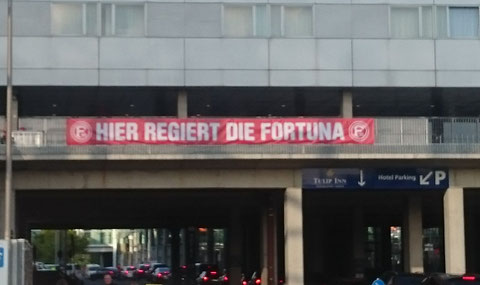 HIER REGIERT DIE FORTUNA
TULIP INN
Hotel Parking P